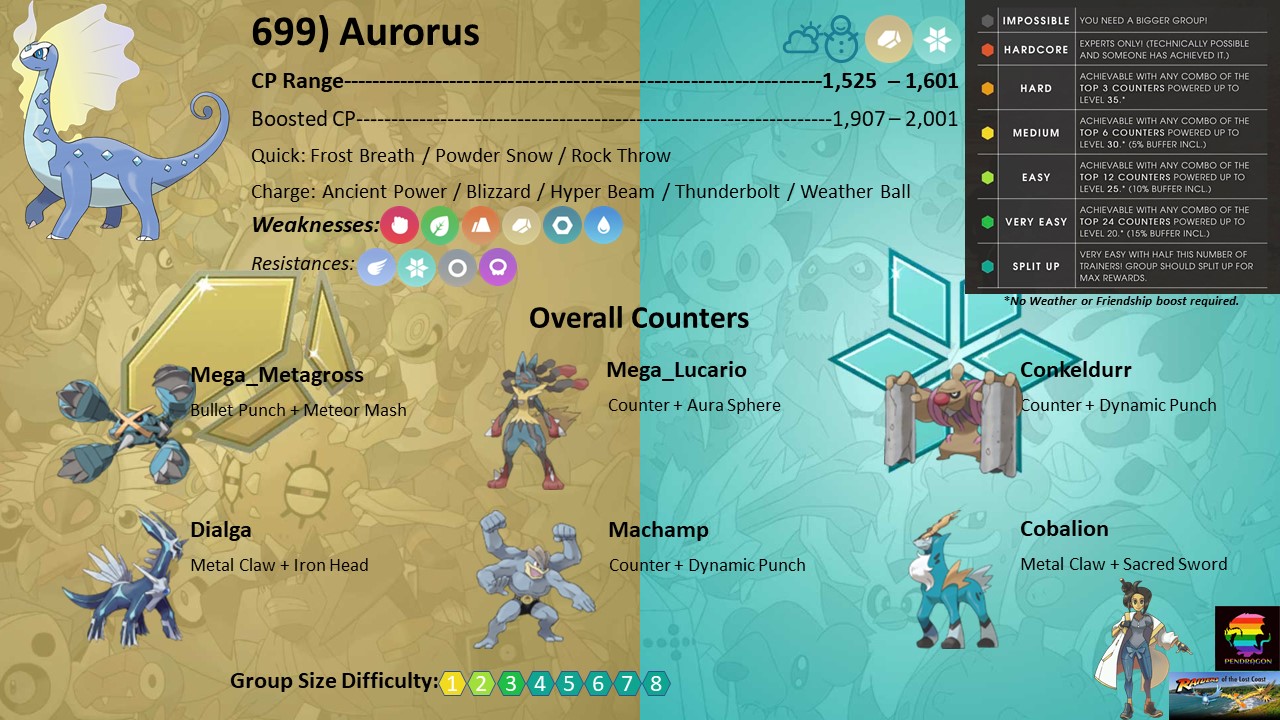 699) Aurorus
CP Range------------------------------------------------------------------------------1,525 – 1,601
Boosted CP------------------------------------------------------------------------------1,907 – 2,001
Quick: Frost Breath / Powder Snow / Rock Throw
Charge: Ancient Power / Blizzard / Hyper Beam / Thunderbolt / Weather Ball
Weaknesses:
Resistances:
IMPOSSIBLE YOU NEED A BIGGER GROUP!
HARDCORE EXPERTS ONLY! (TECHNICALLY POSSIBLE
AND SOMEONE HAS ACHIEVED IT.)
HARD ACHIEVABLE WITH ANY COMBO OF THE
TOP 3 COUNTERS POWERED UP TO
LEVEL 35.*
MEDIUM ACHIEVABLE WITH ANY COMBO OF THE
TOP 6 COUNTERS POWERED UP TO
LEVEL 30.* (5% BUFFER INCL.)
EASY ACHIEVABLE WITH ANY COMBO OF THE
TOP 12 COUNTERS POWERED UP TO
LEVEL 25.* (10% BUFFER INCL.)
VERY EASY ACHIEVABLE WITH ANY COMBO OF THE
TOP 24 COUNTERS POWERED UP TO
LEVEL 20.* (15% BUFFER INCL.)
SPLIT UP VERY EASY WITH HALF THIS NUMBER OF
TRAINERS! GROUP SHOULD SPLIT UP FOR
MAX REWARDS.
*No Weather or Friendship boost required.
Overall Counters
Mega_Metagross
Bullet Punch + Meteor Mash
Mega_Lucario
Counter + Aura Sphere
Conkeldurr
Counter + Dynamic Punch
Dialga
Metal Claw + Iron Head
Machamp
Counter + Dynamic Punch
Cobalion
Metal Claw + Sacred Sword
Group Size Difficulty: 1 2 3 4 5 6 7 8
PENDRAGON
RAIDERS of the Lost Coast